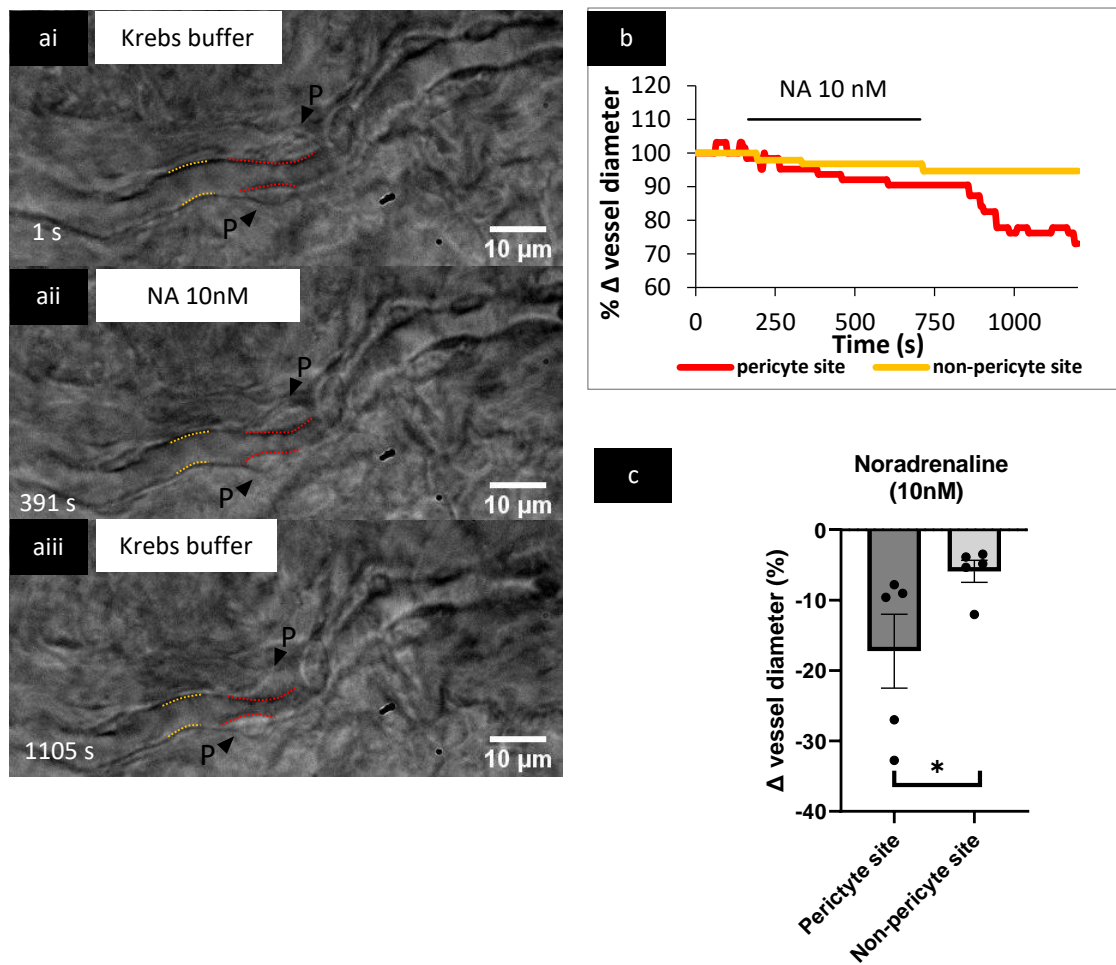 ai
Krebs buffer
P
P
1 s
10 µm
aii
NA 10nM
P
P
391 s
10 µm
aiii
Krebs buffer
P
P
1105 s
10 µm
b
NA 10 nM
% Δ vessel diameter
120
110
100
90
80
70
60
0
250
500
750
1000
Time (s)
pericyte site
non-pericyte site
c
Noradrenaline
(10nM)
Δ vessel diameter (%)
0
-10
-20
-30
-40
*
Perictyte site
Non-pericyte site